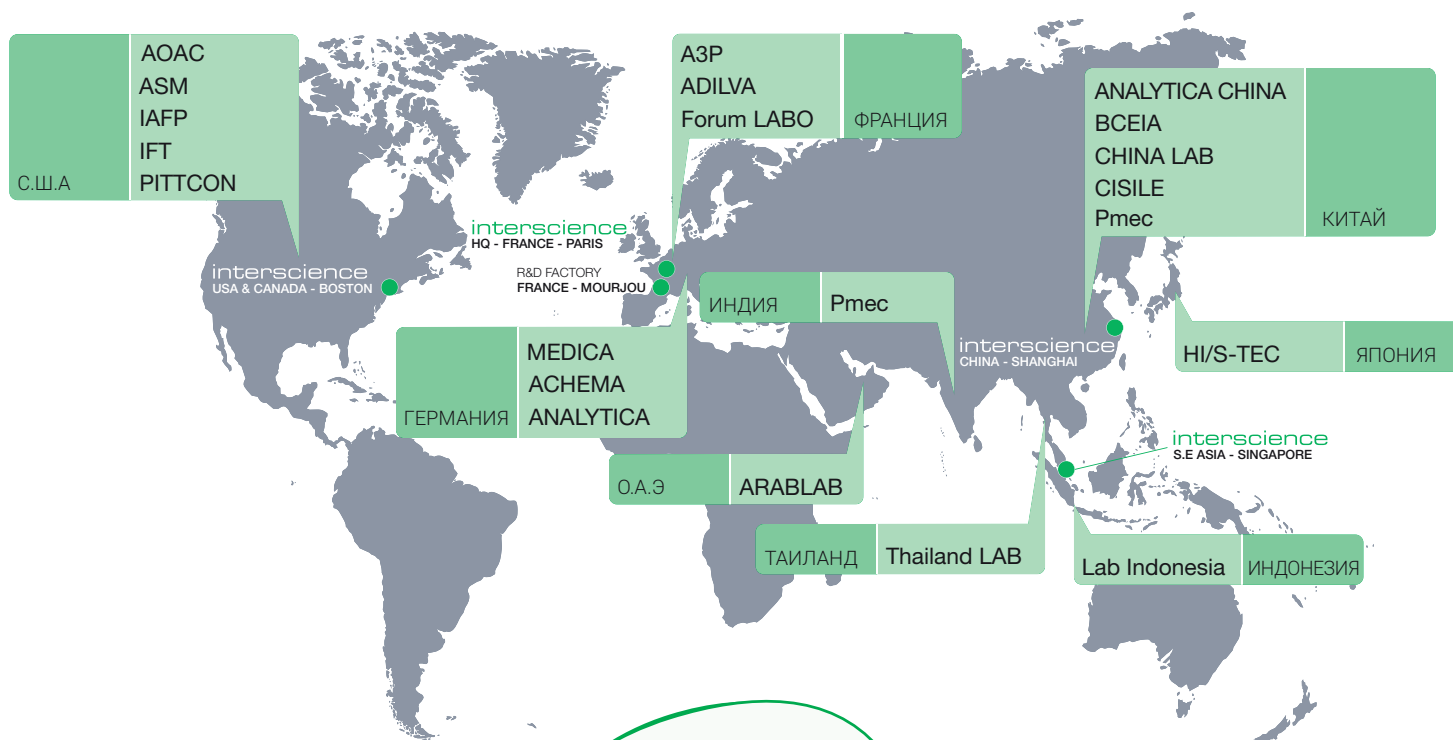 С.Ш.А
AOAC
ASM
IAFP
IFT
PITTCON
A3P
ADILVA
Forum LABO
ФРАНЦИЯ
ANALYTICA CHINA
BCEIA
CHINA LAB
CISILE
Pmec
КИТАЙ
interscience
HQ - FRANCE - PARIS
interscience
USA & CANADA - BOSTON
R&D FACTORY
FRANCE - MOURJOU
ИНДИЯ
Pmec
interscience
CHINA - SHANGHAI
HI/S-TEC
ЯПОНИЯ
ГЕРМАНИЯ
MEDICA
ACHEMA
ANALYTICA
interscience
S.E ASIA - SINGAPORE
О.А.Э
ARABLAB
ТАИЛАНД
Thailand LAB
Lab Indonesia
ИНДОНЕЗИЯ